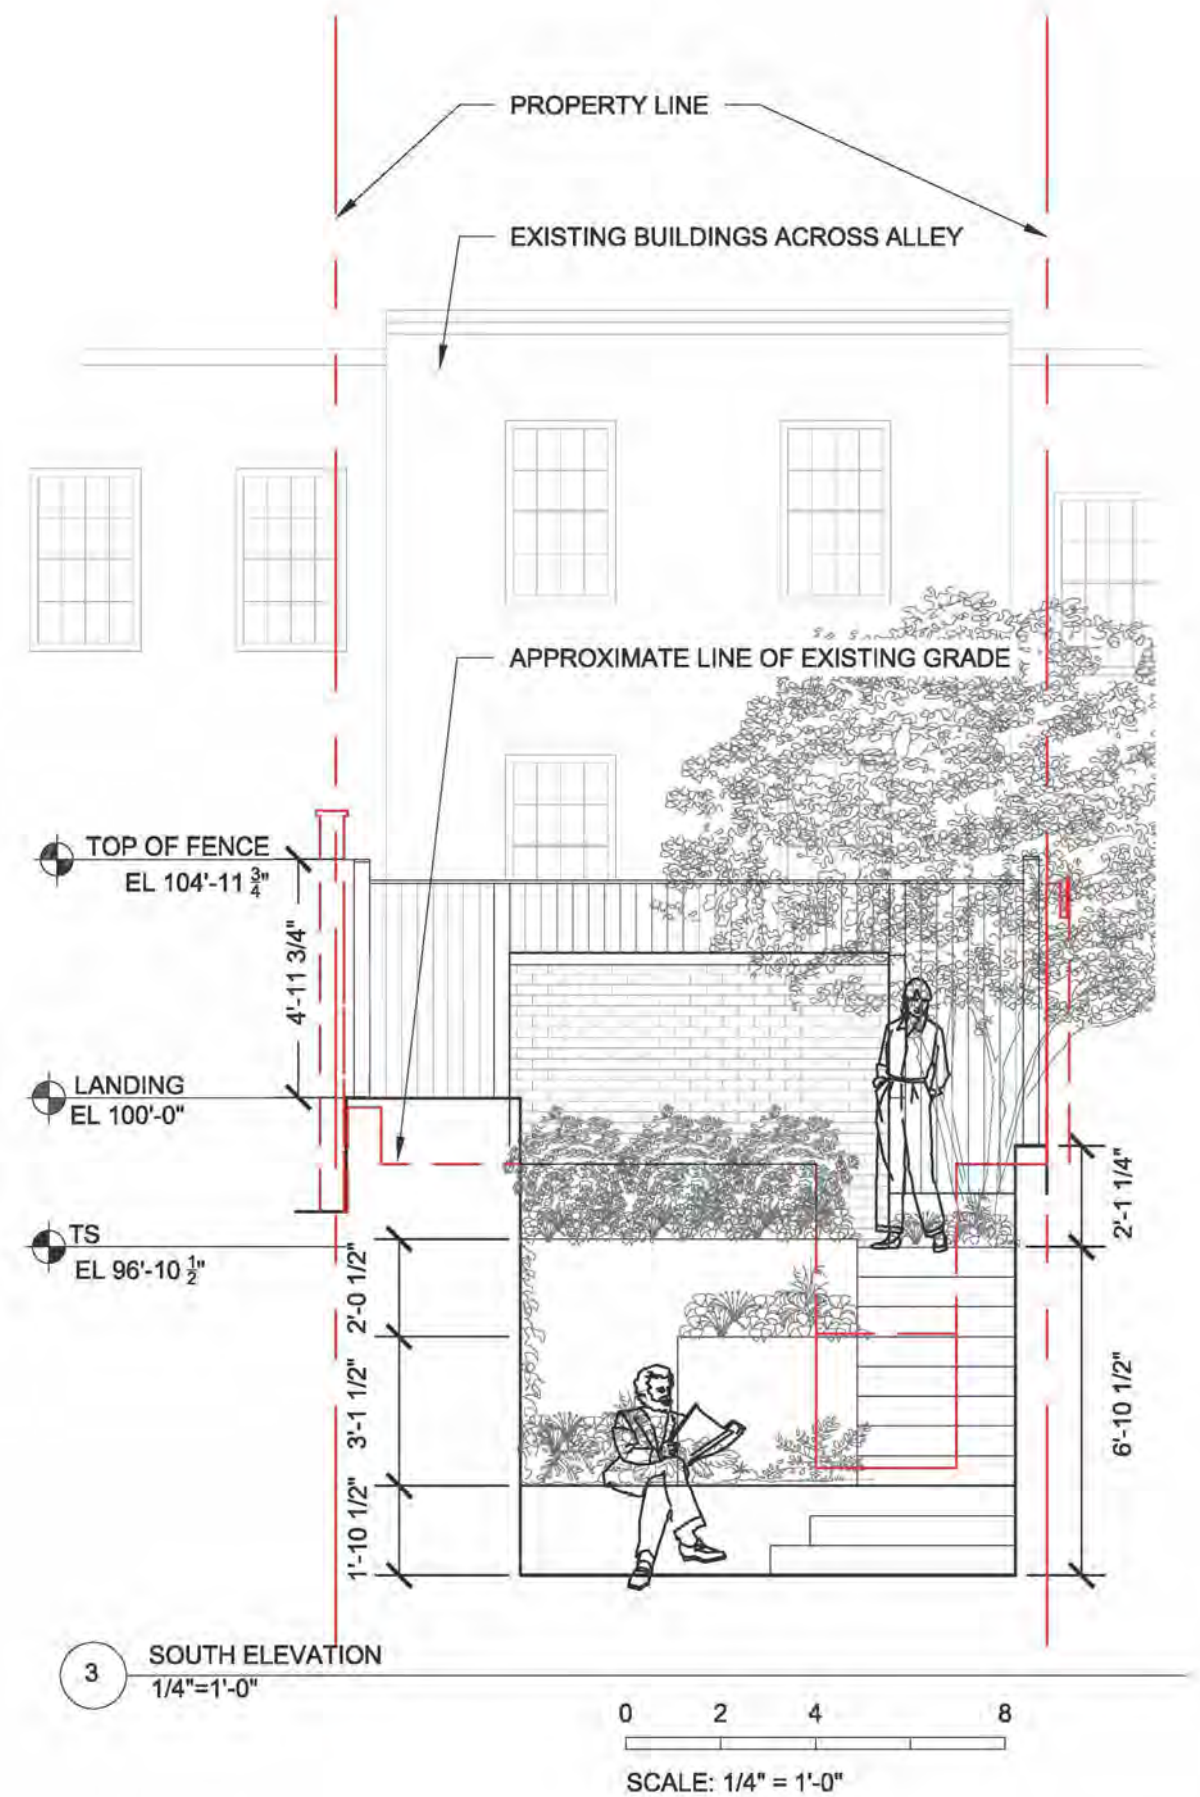 PROPERTY LINE
EXISTING BUILDINGS ACROSS ALLEY
APPROXIMATE LINE OF EXISTING GRADE
TOP OF FENCE
EL 104'-11 3/4"
4'-11 3/4"
LANDING
EL 100'-0"
TS
EL 96'-10 1/2"
2'-0 1/2"
3'-1 1/2"
1'-10 1/2"
2'-1 1/4"
6'-10 1/2"
3
SOUTH ELEVATION
1/4"=1'-0"
0 2 4 8
SCALE: 1/4" = 1'-0"